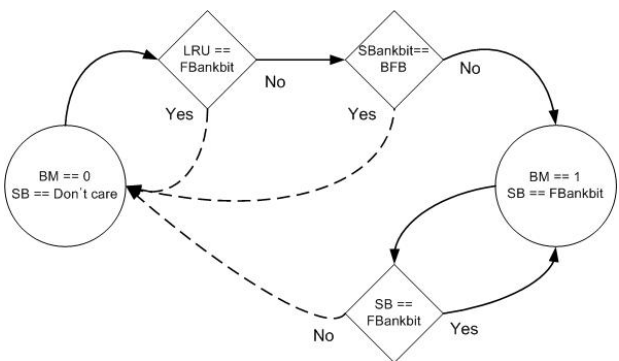 LRU ==
FBankbit
No
Yes
SBankbit==
BFB
No
Yes
BM == 0
SB == Don't care
BM == 1
SB == FBankbit
SB ==
FBankbit
No
Yes